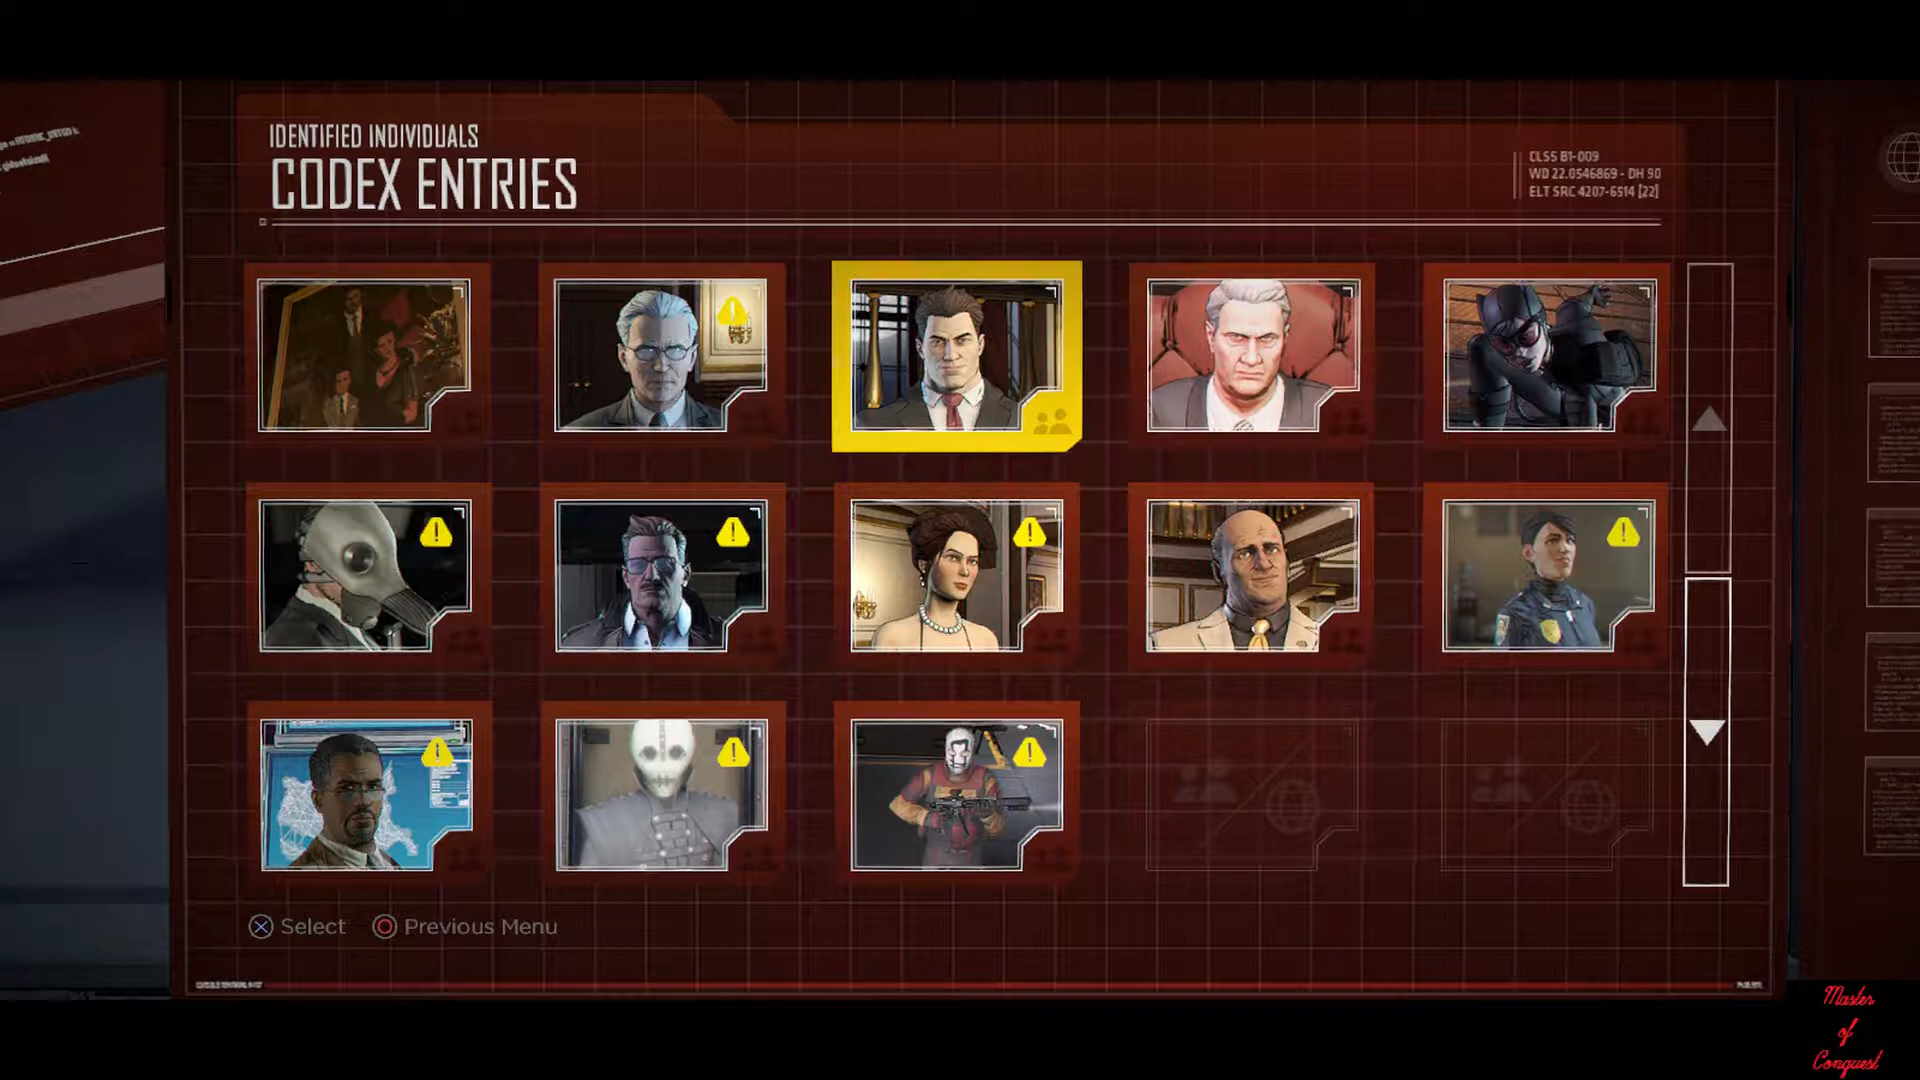 IDENTIFIED INDIVIDUALS
CODEX ENTRIES
CLSS B1-009
WD 22.0546869 - DH 90
ELT SRC 4207-6514 [22]
Select
Previous Menu
Master
of
Conquest